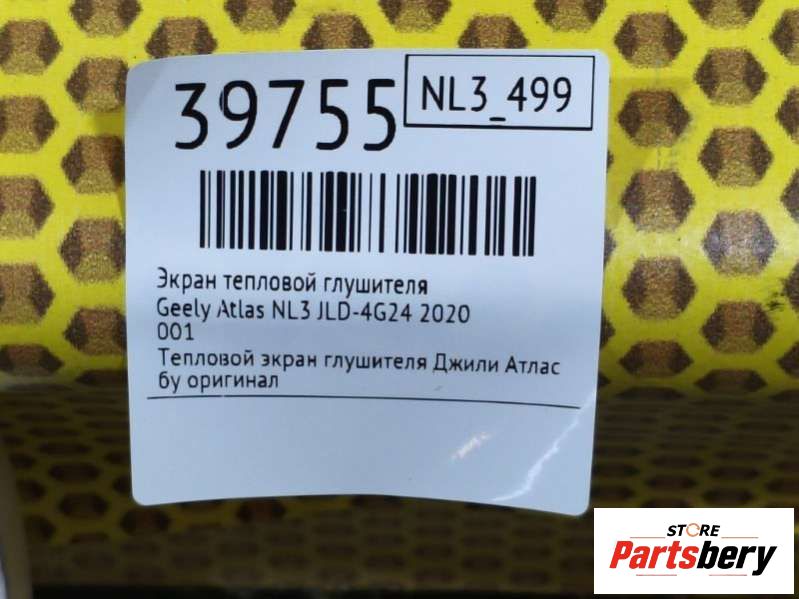 39755
NL3_499
Экран тепловой глушителя
Geely Atlas NL3 JLD-4G24 2020
001
Тепловой экран глушителя Джили Атлас
бу оригинал
STORE
Partsbery